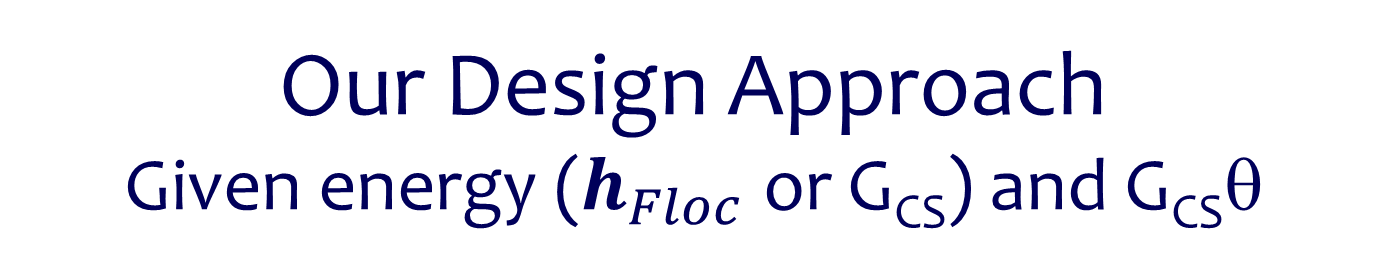 Our Design Approach
Given energy (h_Floc or G_CS) and G_CSθ